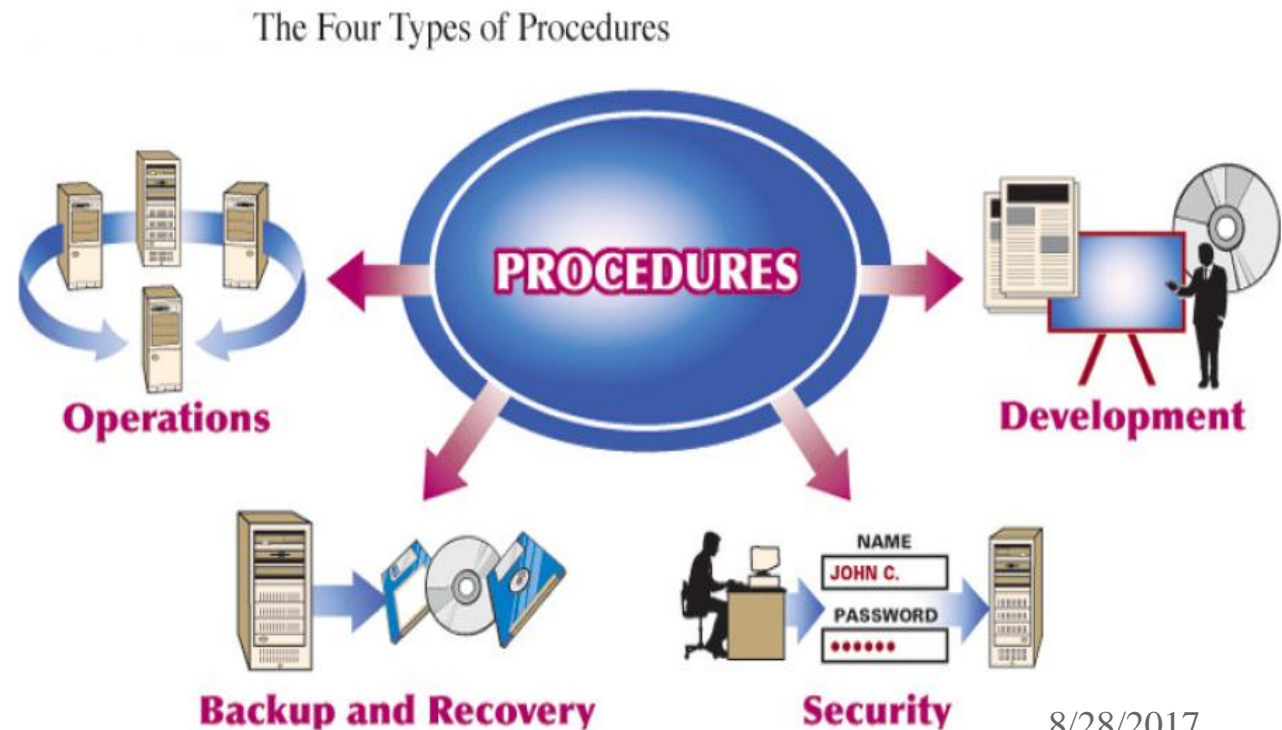 The Four Types of Procedures
PROCEDURES
Operations
Development
NAME
JOHN C.
PASSWORD
••••••
Backup and Recovery
Security
8/28/2017